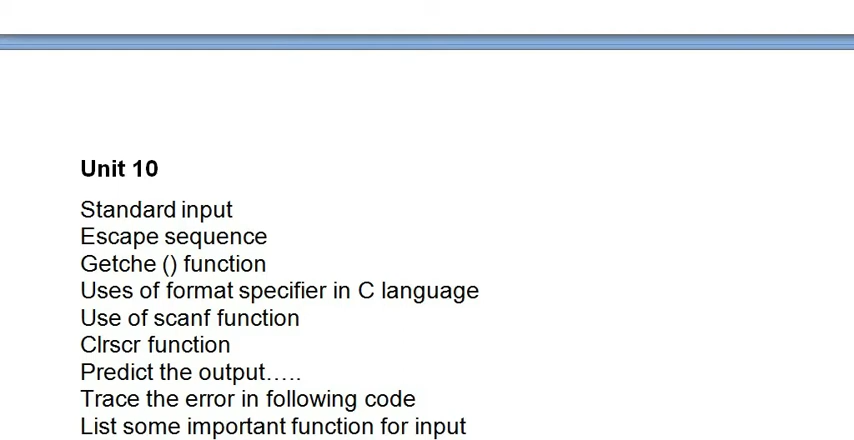 Unit 10
Standard input
Escape sequence
Getche () function
Uses of format specifier in C language
Use of scanf function
Clrscr function
Predict the output…..
Trace the error in following code
List some important function for input